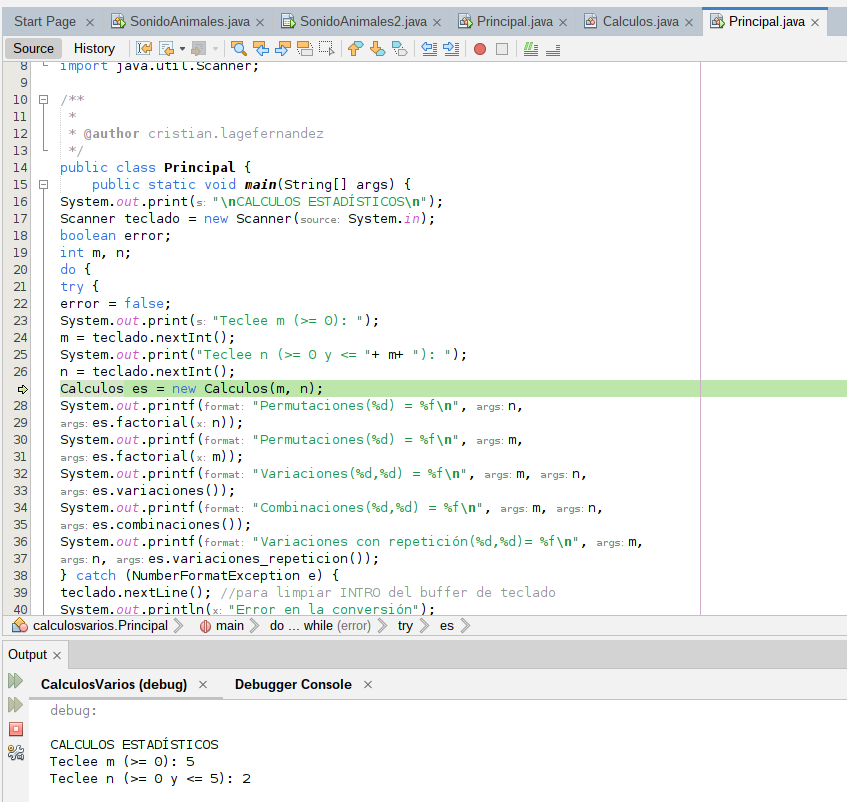 Start Page × SonidoAnimales.java × SonidoAnimales2.java × Principal.java × Calculos.java × Principal.java ×
Source History
8 import java.util.Scanner;
9
10 /**
11 *
12 * @author cristian.lagefernandez
13 */
14 public class Principal {
15 public static void main(String[] args) {
16 System.out.print(s: "\nCALCULOS ESTADÍSTICOS\n");
17 Scanner teclado = new Scanner(source: System.in);
18 boolean error;
19 int m, n;
20 do {
21 try {
22 error = false;
23 System.out.print(s: "Teclee m (>= 0): ");
24 m = teclado.nextInt();
25 System.out.print("Teclee n (>= 0 y <= "+ m+ "): ");
26 n = teclado.nextInt();
Calculos es = new Calculos(m, n);
28 System.out.printf(format: "Permutaciones(%d) = %f\n", args: n,
29 args: es.factorial(x: n));
30 System.out.printf(format: "Permutaciones(%d) = %f\n", args: m,
31 args: es.factorial(x: m));
32 System.out.printf(format: "Variaciones(%d,%d) = %f\n", args: m, args: n,
33 args: es.variaciones());
34 System.out.printf(format: "Combinaciones(%d,%d) = %f\n", args: m, args: n,
35 args: es.combinaciones());
36 System.out.printf(format: "Variaciones con repetición(%d,%d)= %f\n", args: m,
37 args: n, args: es.variaciones_repeticion());
38 } catch (NumberFormatException e) {
39 teclado.nextLine(); //para limpiar INTRO del buffer de teclado
40 System.out.println(x: "Error en la conversión");
calculosvarios.Principal main do ... while (error) try es
Output ×
CalculosVarios (debug) × Debugger Console ×
debug:
CALCULOS ESTADÍSTICOS
Teclee m (>= 0): 5
Teclee n (>= 0 y <= 5): 2